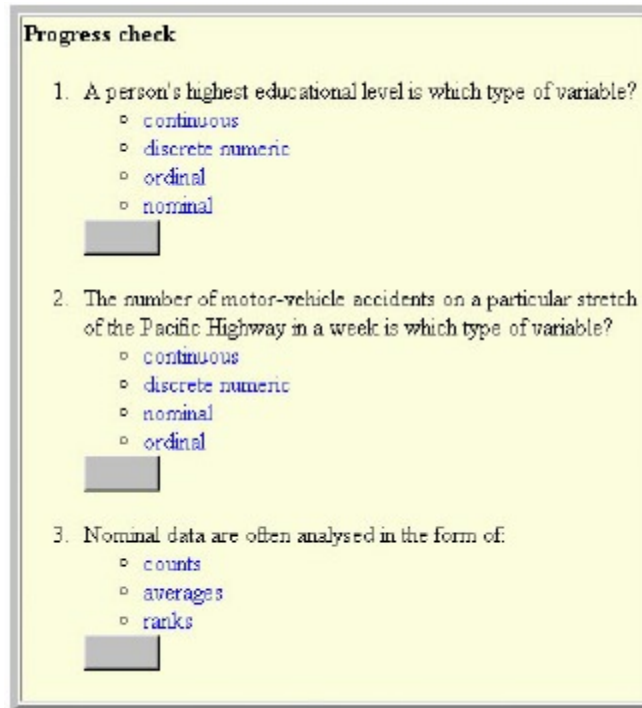 Progress check
1. A person's highest educational level is which type of variable?
continuous
discrete numeric
ordinal
nominal
2. The number of motor-vehicle accidents on a particular stretch
of the Pacific Highway in a week is which type of variable?
continuous
discrete numeric
nominal
ordinal
3. Nominal data are often analysed in the form of:
counts
averages
ranks